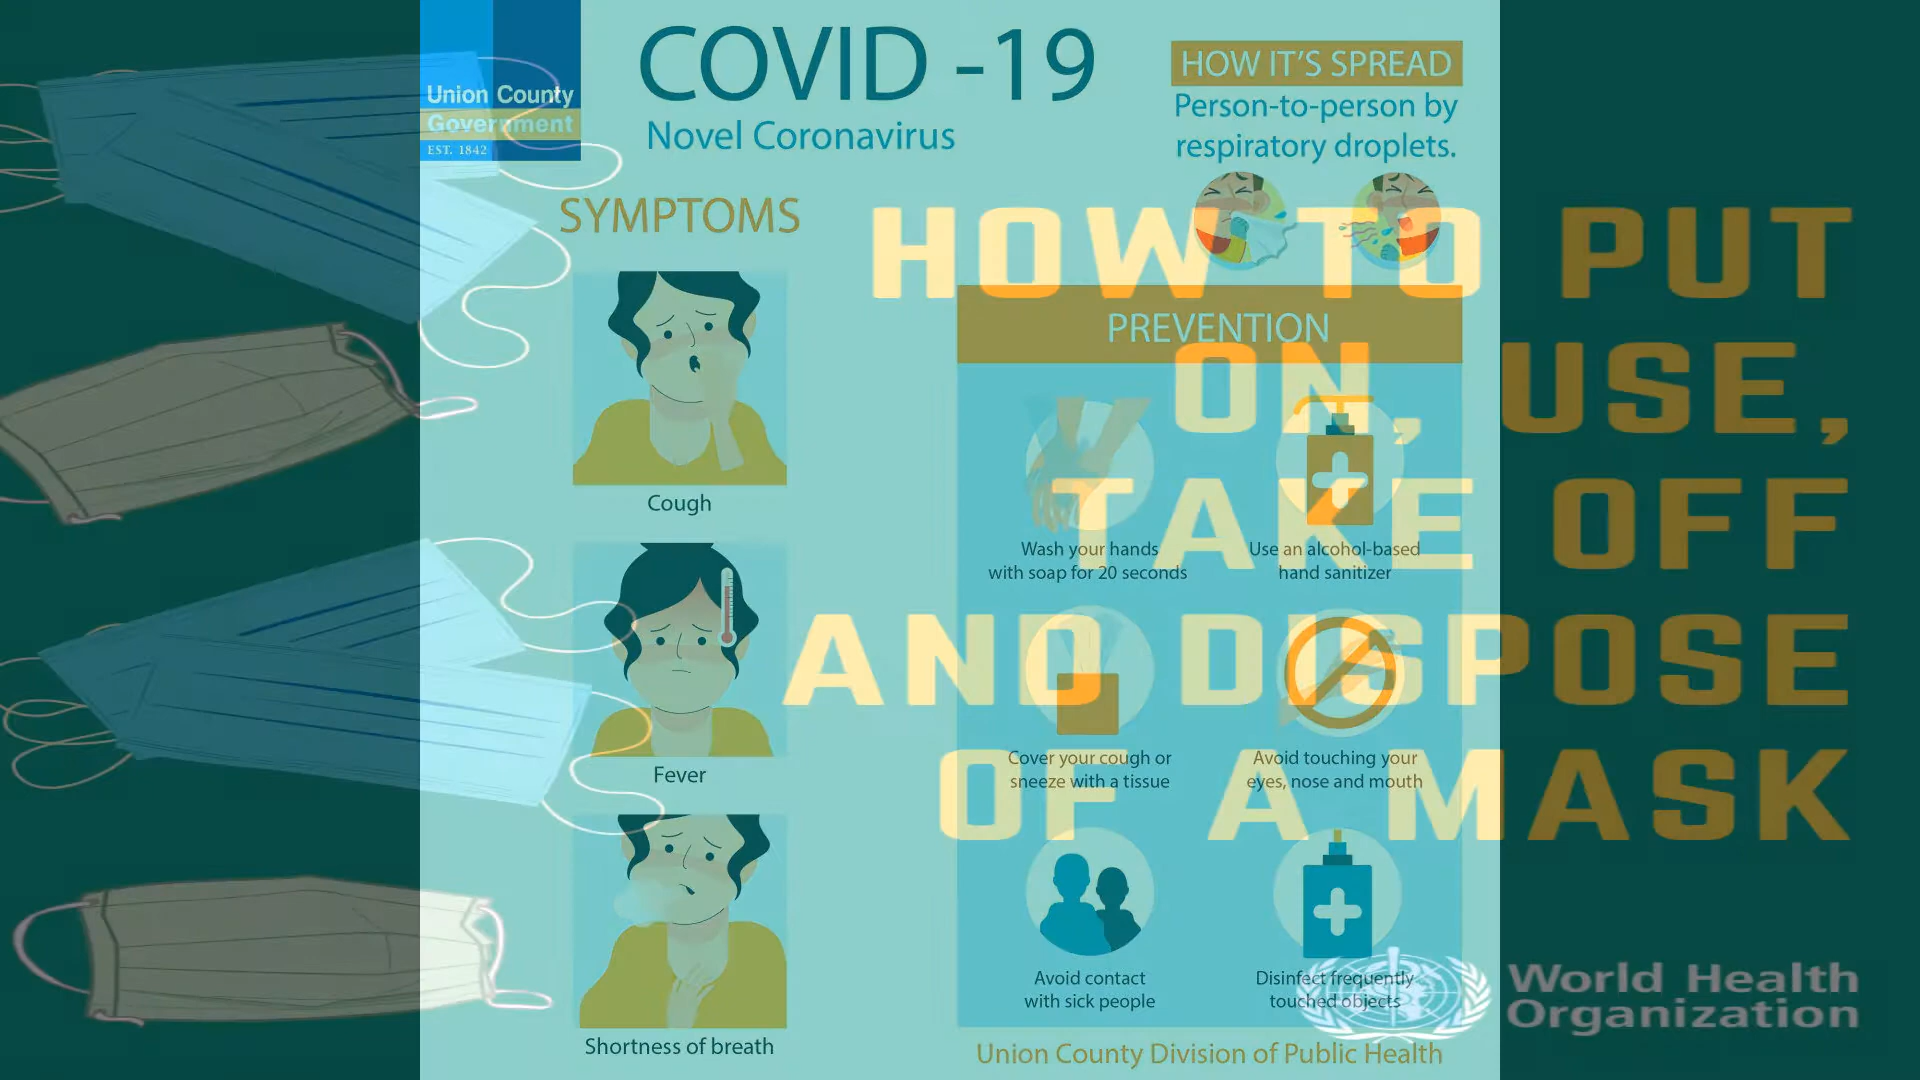 Union County
Government
EST. 1842
COVID -19
Novel Coronavirus
HOW IT'S SPREAD
Person-to-person by
respiratory droplets.
SYMPTOMS
Cough
Fever
Shortness of breath
PREVENTION
Wash your hands
with soap for 20 seconds
Use an alcohol-based
hand sanitizer
Cover your cough or
sneeze with a tissue
Avoid touching your
eyes, nose and mouth
Avoid contact
with sick people
Disinfect frequently
touched objects
Union County Division of Public Health
HOW TO PUT
ON, USE,
TAKE OFF
AND DISPOSE
OF A MASK
World Health
Organization